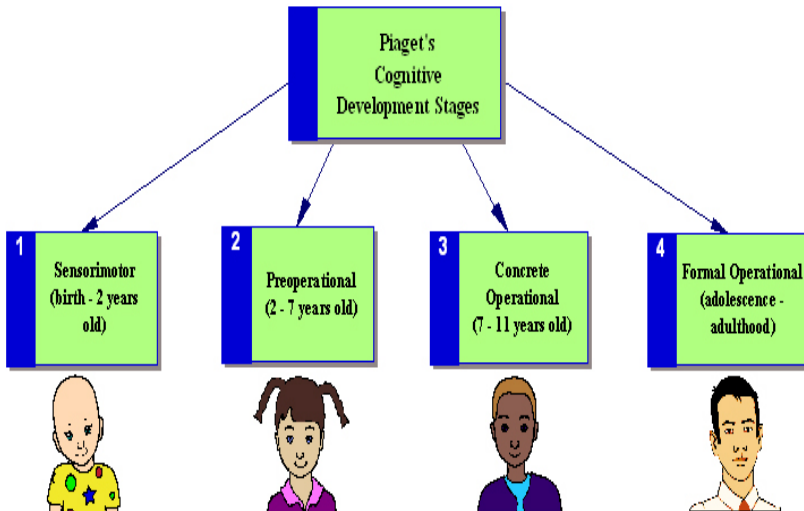 Piaget's
Cognitive
Development Stages
1
Sensorimotor
(birth - 2 years
old)
2
Preoperational
(2 - 7 years old)
3
Concrete
Operational
(7 - 11 years old)
4
Formal Operational
(adolescence -
adulthood)